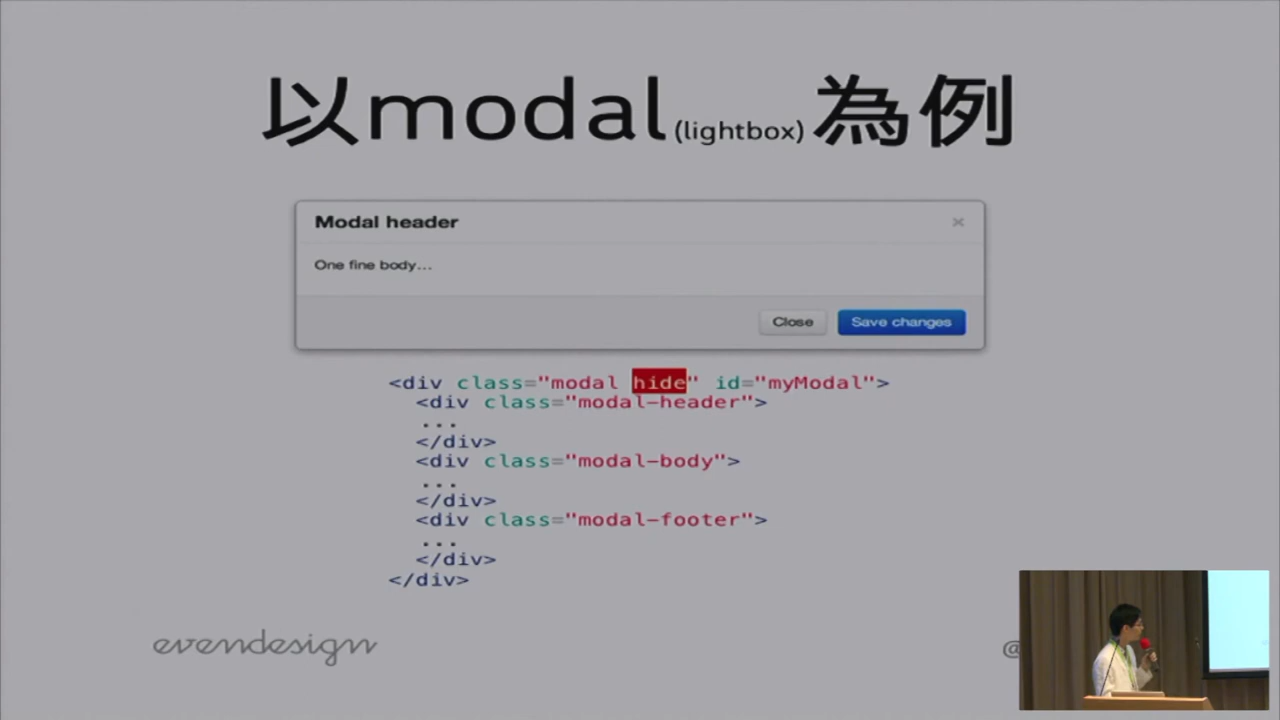 以modal(lightbox)為例
Modal header ×
One fine body...
Close Save changes
<div class="modal hide" id="myModal">
<div class="modal-header">
...
</div>
<div class="modal-body">
...
</div>
<div class="modal-footer">
...
</div>
</div>
evendesign @